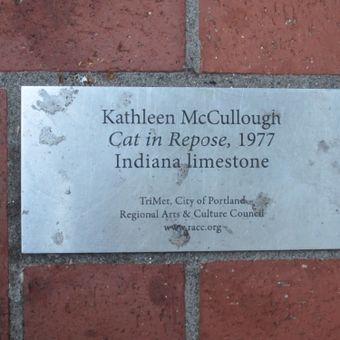 Kathleen McCullough
Cat in Repose, 1977
Indiana limestone
TriMet, City of Portland
Regional Arts & Culture Council
www.racc.org